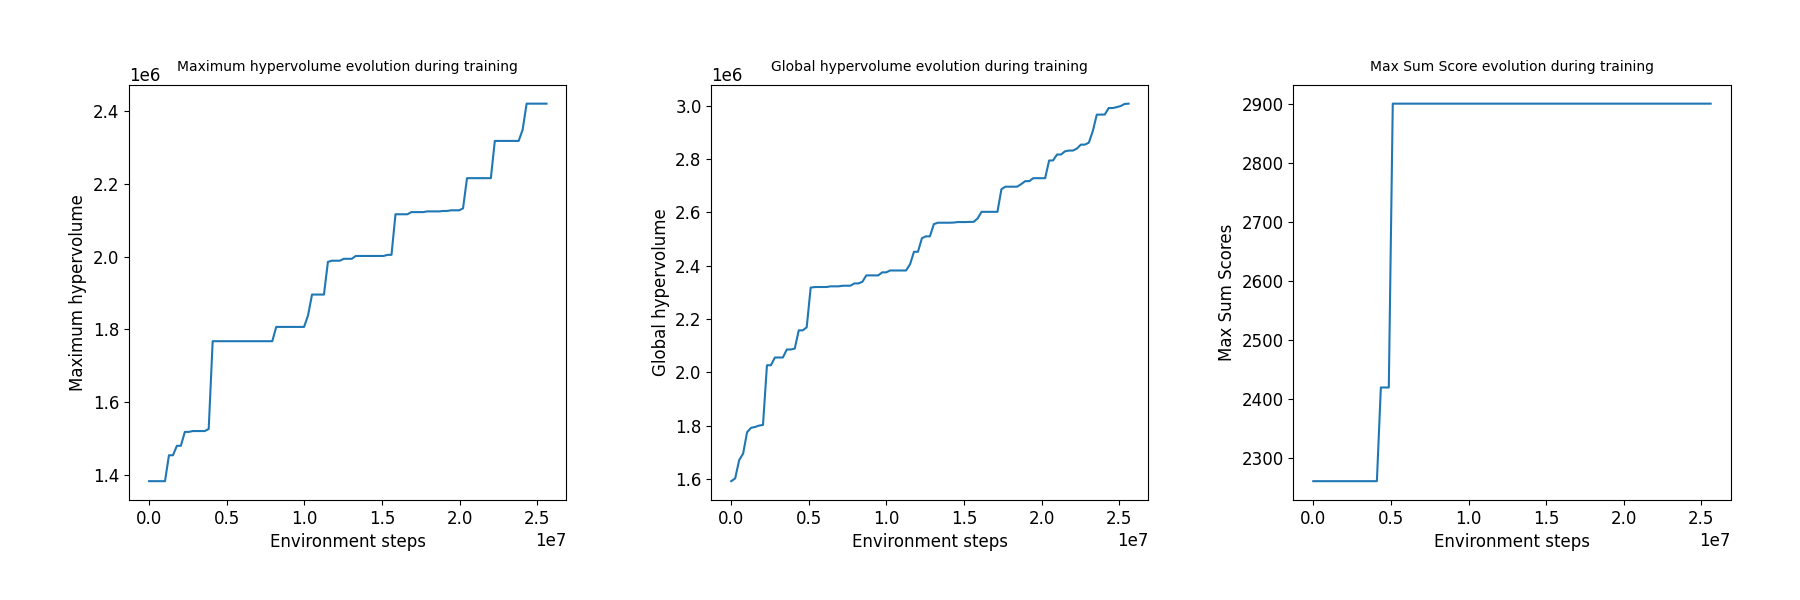 Maximum hypervolume evolution during training
1e6
2.4
2.2
2.0
1.8
1.6
1.4
Maximum hypervolume
0.0 0.5 1.0 1.5 2.0 2.5
Environment steps
1e7
Global hypervolume evolution during training
1e6
3.0
2.8
2.6
2.4
2.2
2.0
1.8
1.6
Global hypervolume
0.0 0.5 1.0 1.5 2.0 2.5
Environment steps
1e7
Max Sum Score evolution during training
2900
2800
2700
2600
2500
2400
2300
Max Sum Scores
0.0 0.5 1.0 1.5 2.0 2.5
Environment steps
1e7